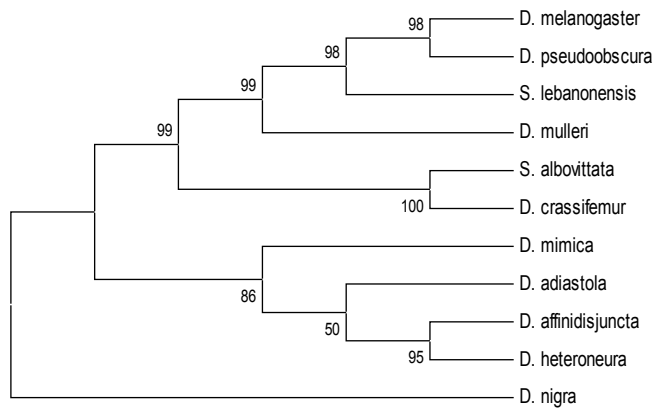 98
D. melanogaster
98
D. pseudoobscura
99
S. lebanonensis
99
D. mulleri
S. albovittata
100
D. crassifemur
D. mimica
86
D. adiastola
50
D. affinidisjuncta
95
D. heteroneura
D. nigra